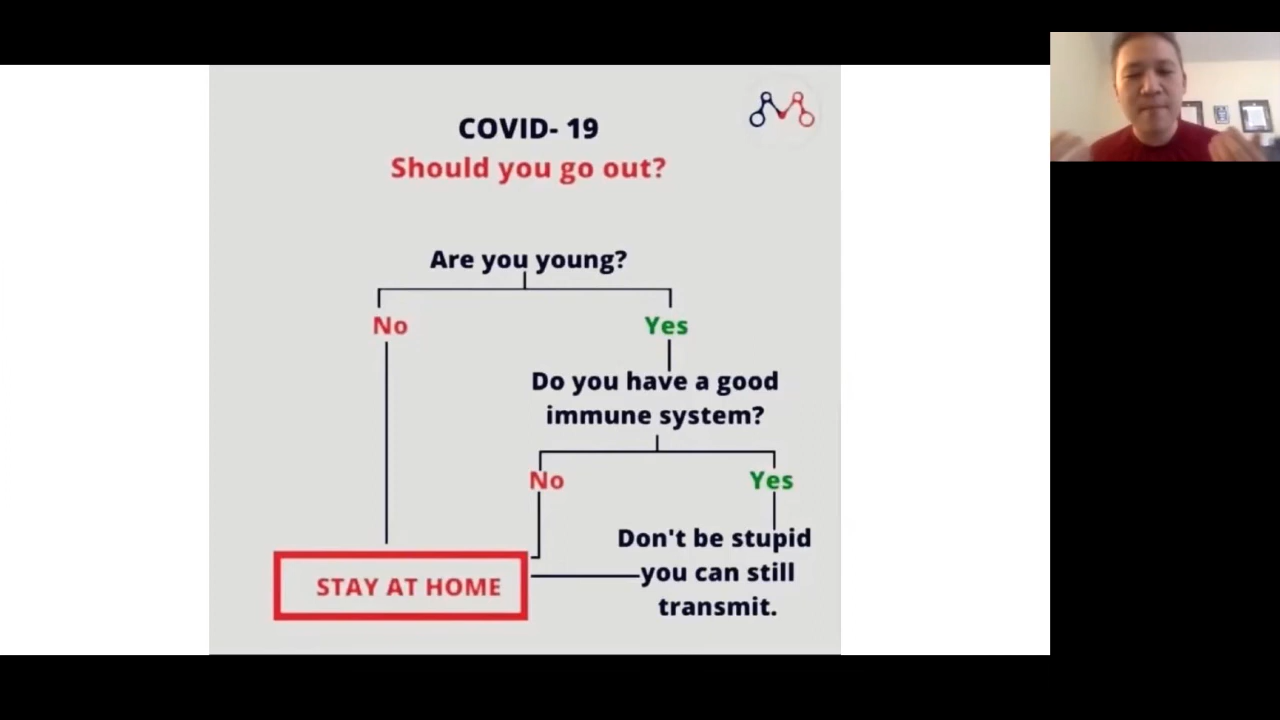 COVID- 19
Should you go out?
Are you young?
No
Yes
Do you have a good
immune system?
No
Yes
Don't be stupid
you can still
transmit.
STAY AT HOME